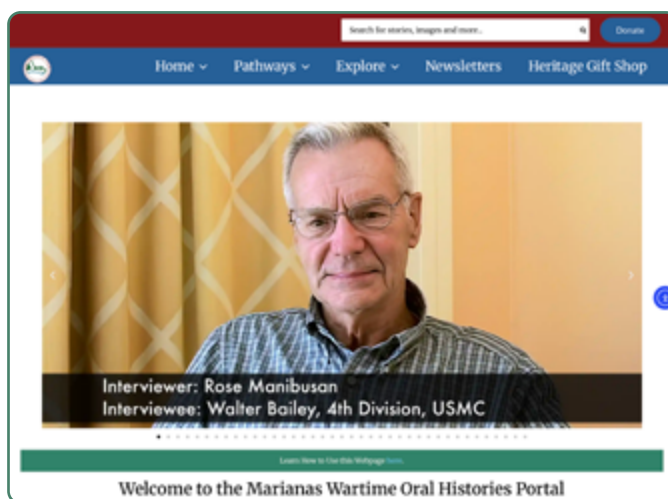 Search for stories, images and more...
Donate
Home
Pathways
Explore
Newsletters
Heritage Gift Shop
Interviewer: Rose Manibusan
Interviewee: Walter Bailey, 4th Division, USMC
Learn How to Use this Webpage here.
Welcome to the Marianas Wartime Oral Histories Portal